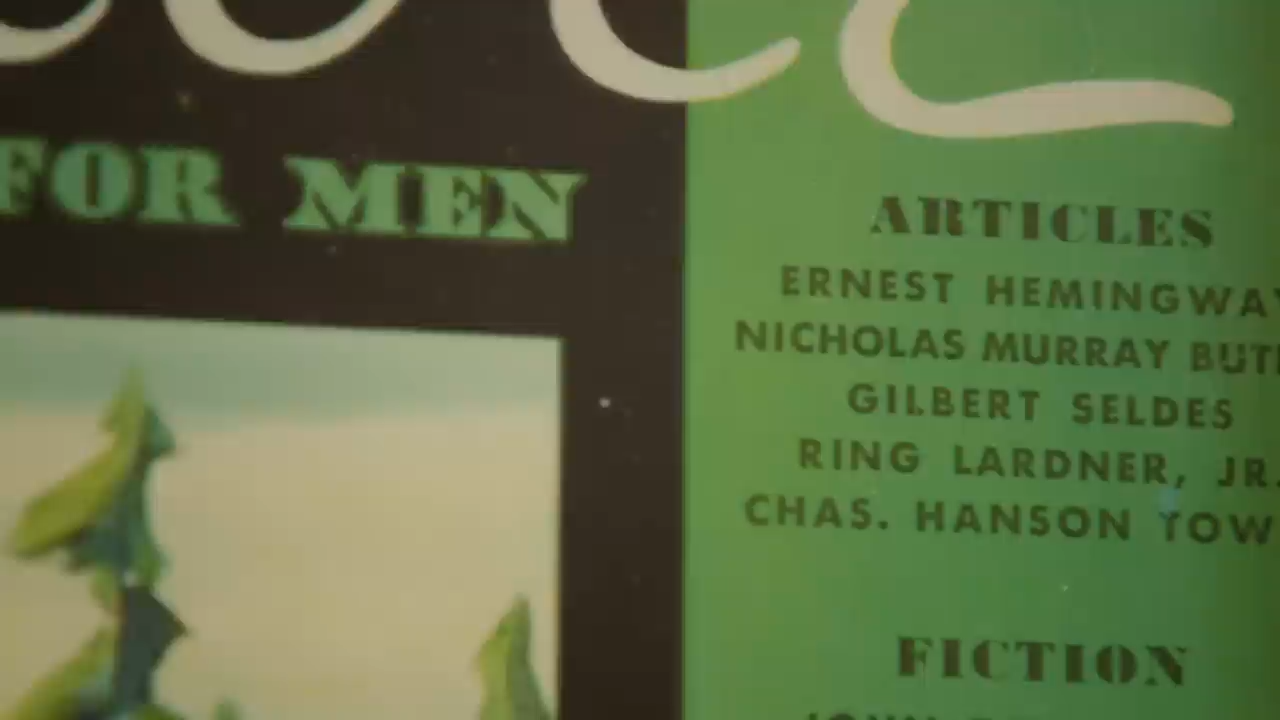 FOR MEN
ARTICLES
ERNEST HEMINGWAY
NICHOLAS MURRAY
GILBERT SELDES
RING LARDNER, JR.
CHAS. HANSON
FICTION